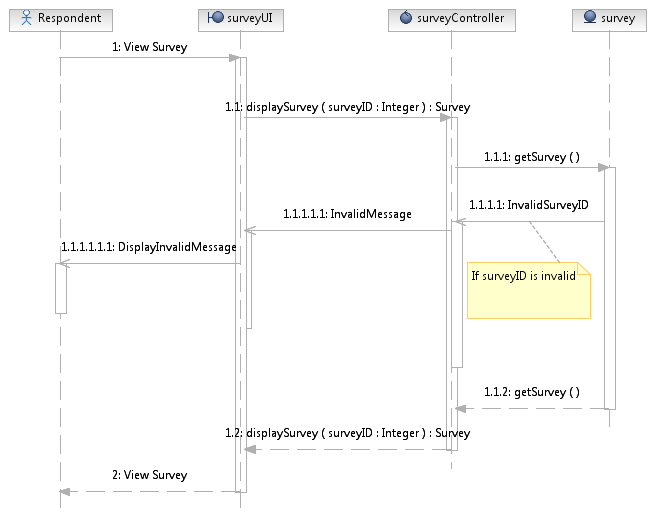 Respondent
surveyUI
surveyController
survey
1: View Survey
1.1: displaySurvey ( surveyID : Integer ) : Survey
1.1.1: getSurvey ( )
1.1.1.1: InvalidSurveyID
1.1.1.1.1: InvalidMessage
1.1.1.1.1.1: DisplayInvalidMessage
If surveyID is invalid
1.1.2: getSurvey ( )
1.2: displaySurvey ( surveyID : Integer ) : Survey
2: View Survey